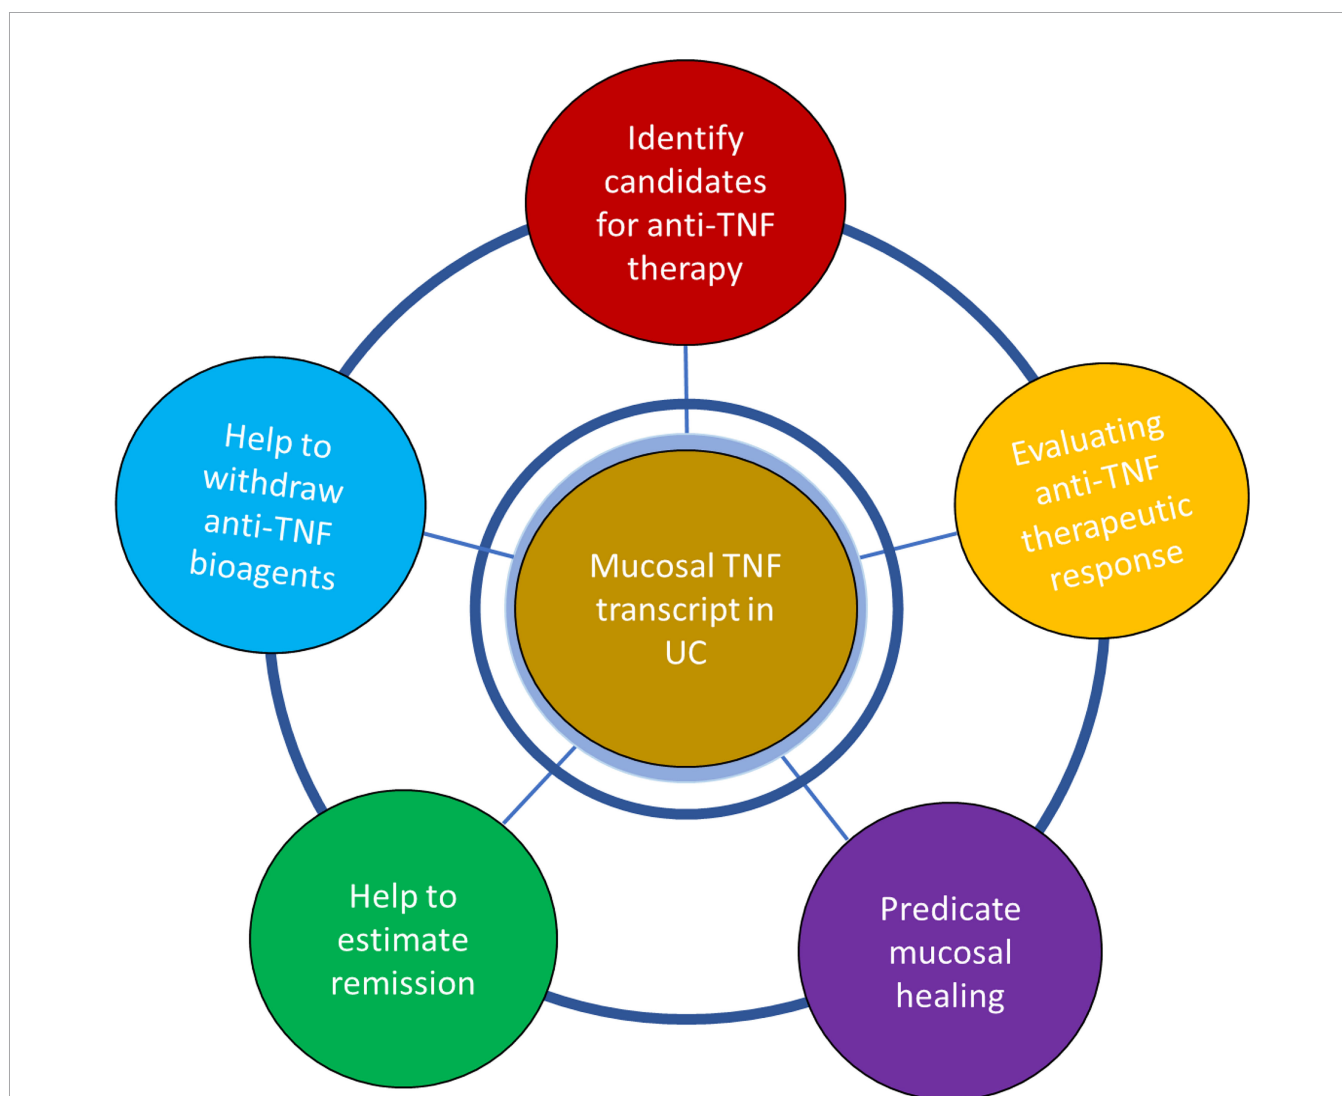 Identify
candidates
for anti-TNF
therapy
Help to
withdraw
anti-TNF
bioagents
Evaluating
anti-TNF
therapeutic
response
Mucosal TNF
transcript in
UC
Help to
estimate
remission
Predicate
mucosal
healing